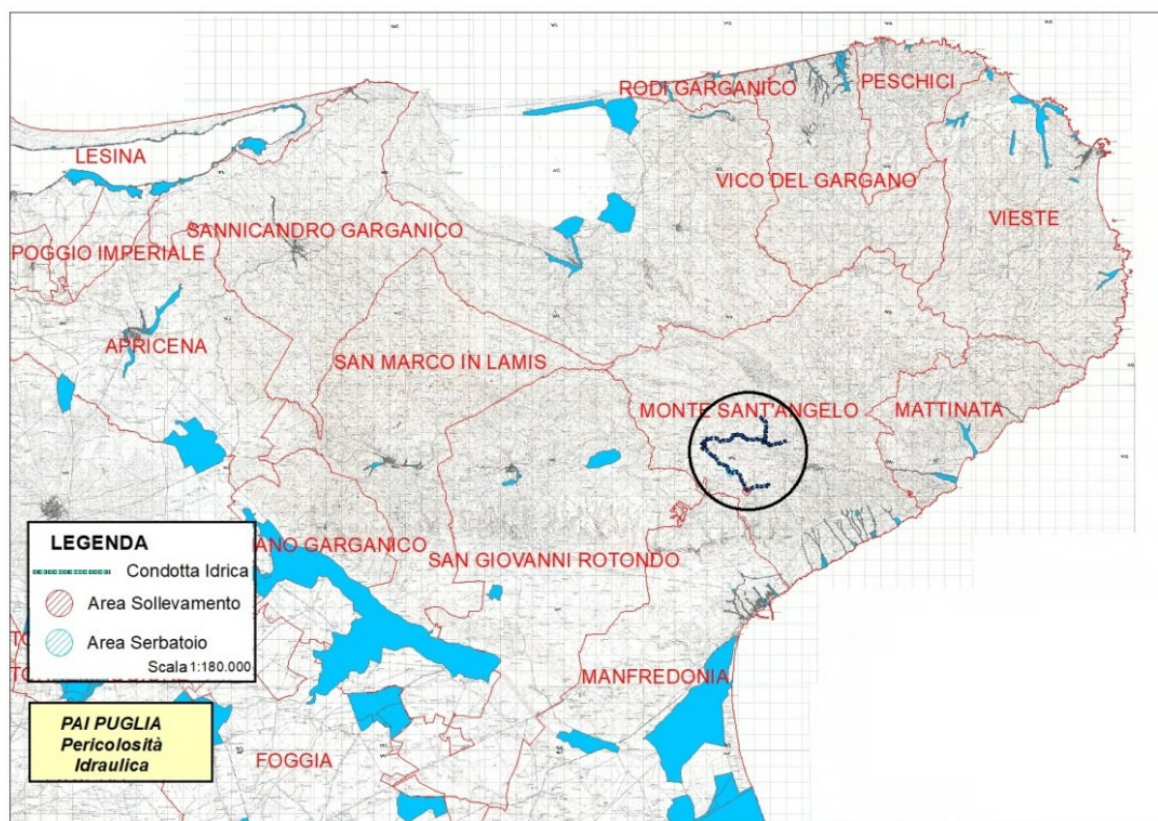 RODI GARGANICO
PESCHICI
LESINA
VICO DEL GARGANO
SANNICANDRO GARGANICO
VIESTE
POGGIO IMPERIALE
APRICENA
SAN MARCO IN LAMIS
MONTE SANT'ANGELO
MATTINATA
ANO GARGANICO
SAN GIOVANNI ROTONDO
MANFREDONIA
FOGGIA
LEGENDA
Condotta Idrica
Area Sollevamento
Area Serbatoio
Scala 1:180.000
PAI PUGLIA
Pericolosità
Idraulica